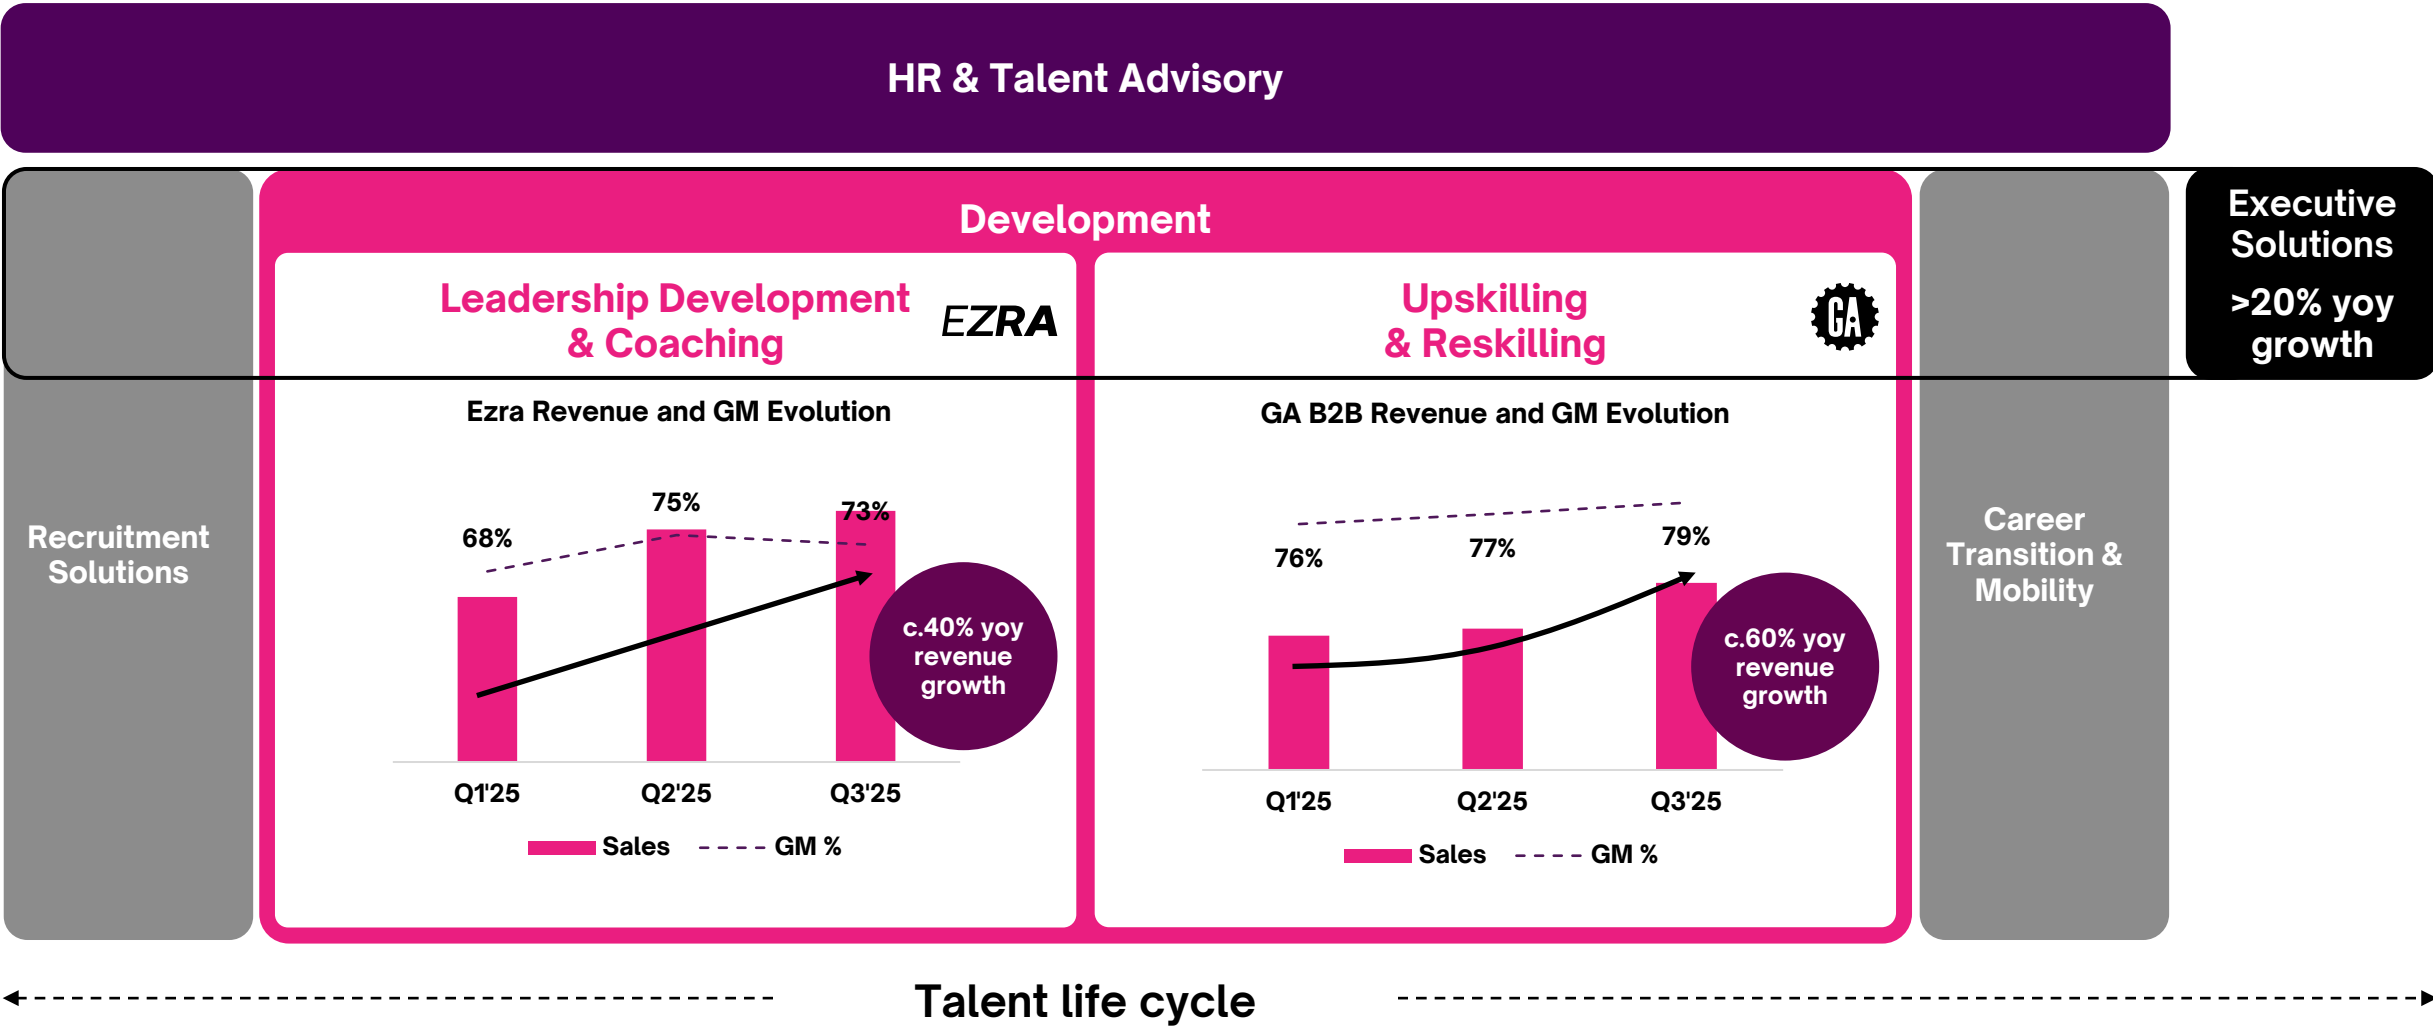 HR & Talent Advisory
Development
Executive
Solutions
>20% yoy
growth
Recruitment
Solutions
Leadership Development
& Coaching
EZRA
Ezra Revenue and GM Evolution
68%
75%
73%
c.40% yoy
revenue
growth
Q1'25
Q2'25
Q3'25
Sales
GM %
Upskilling
& Reskilling
GA
GA B2B Revenue and GM Evolution
76%
77%
79%
c.60% yoy
revenue
growth
Q1'25
Q2'25
Q3'25
Sales
GM %
Career
Transition &
Mobility
Talent life cycle